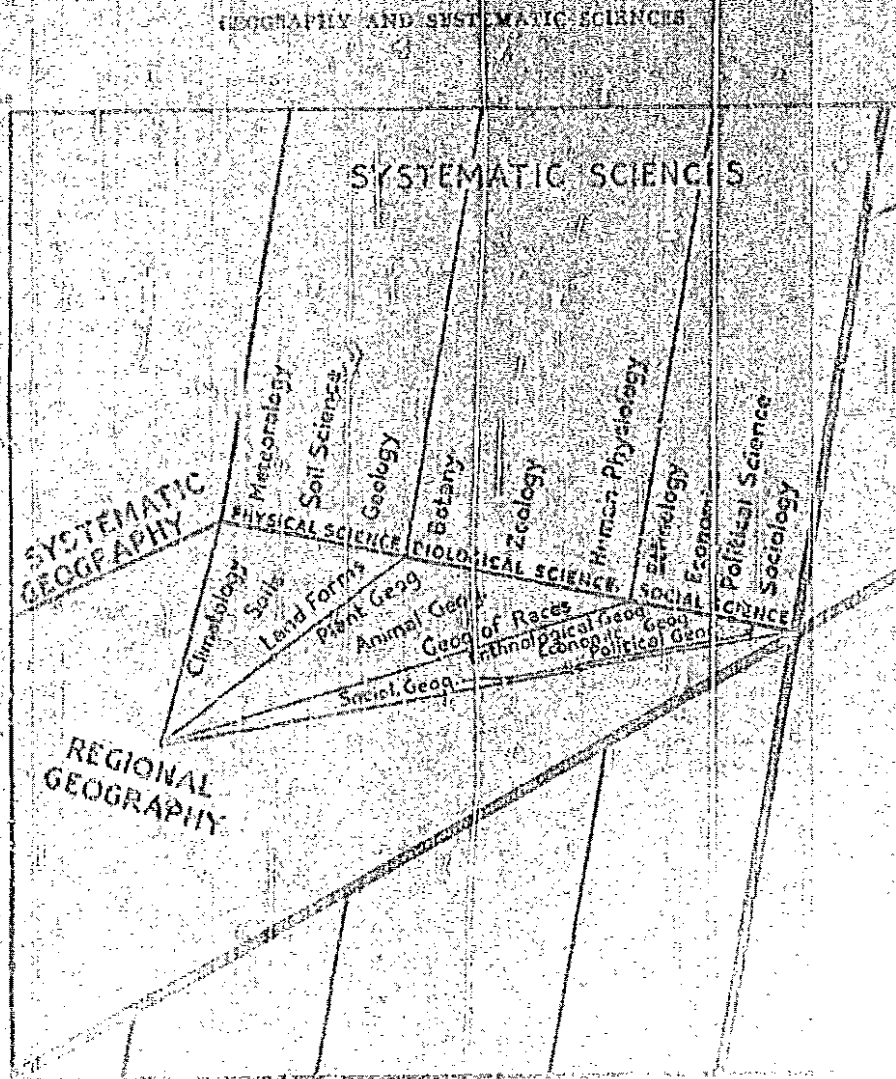 GEOGRAPHY AND SYSTEMATIC SCIENCES
SYSTEMATIC SCIENCES
Meteorology
Soil Science
Geology
Botany
Zoology
Human Physiology
Econom
Political Science
Sociology
SYSTEMATIC
GEOGRAPHY
PHYSICAL SCIENCE
BIOLOGICAL SCIENCE
SOCIAL SCIENCE
Climatology
Soils
Land Forms
Plant Geog
Animal Geog
Geog of Races
Ethnological Geog
Economic Geog
Political Geog
Social Geog
REGIONAL
GEOGRAPHY